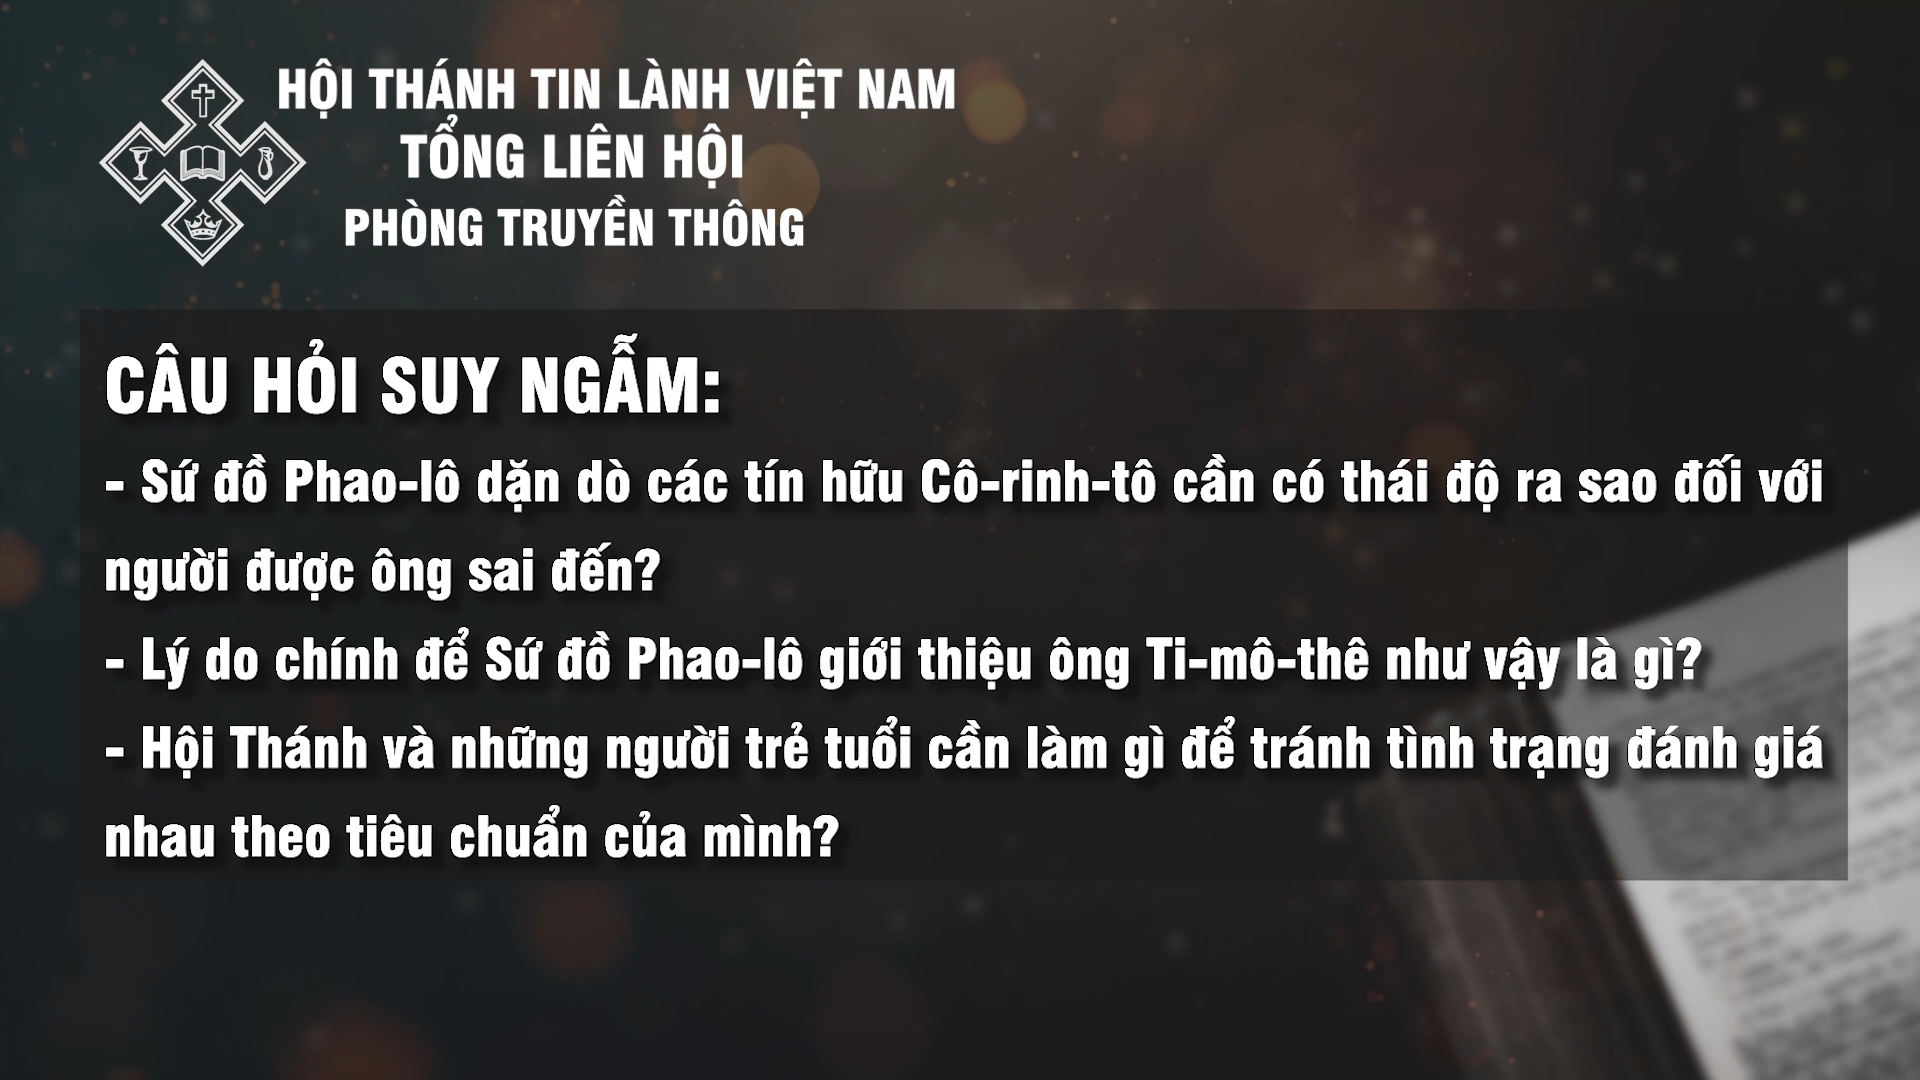 HỘI THÁNH TIN LÀNH VIỆT NAM
TỔNG LIÊN HỘI
PHÒNG TRUYỀN THÔNG
CÂU HỎI SUY NGẪM:
- Sứ đồ Phao-lô dặn dò các tín hữu Cô-rinh-tô cần có thái độ ra sao đối với
người được ông sai đến?
- Lý do chính để Sứ đồ Phao-lô giới thiệu ông Ti-mô-thê như vậy là gì?
- Hội Thánh và những người trẻ tuổi cần làm gì để tránh tình trạng đánh giá
nhau theo tiêu chuẩn của mình?